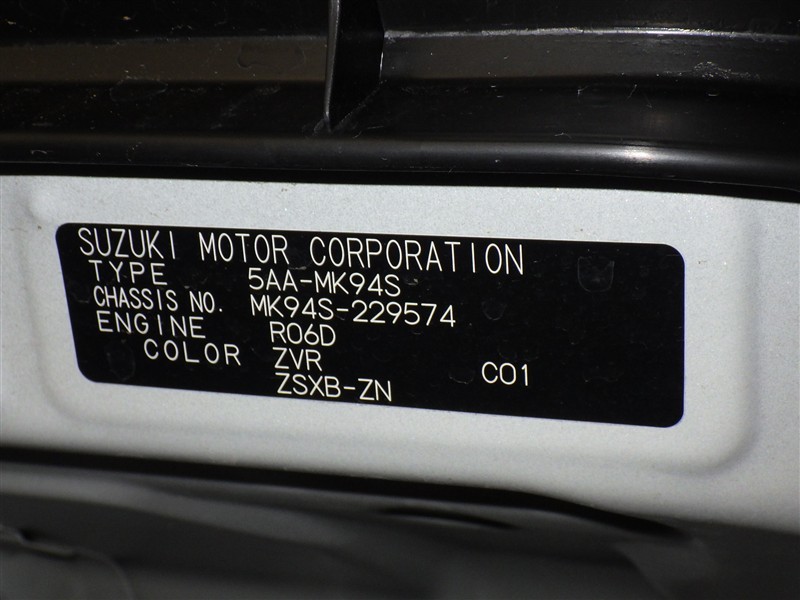 SUZUKI MOTOR CORPORATION
TYPE 5AA-MK94S
CHASSIS NO. MK94S-229574
ENGINE R06D
COLOR ZVR C01
ZSXB-ZN